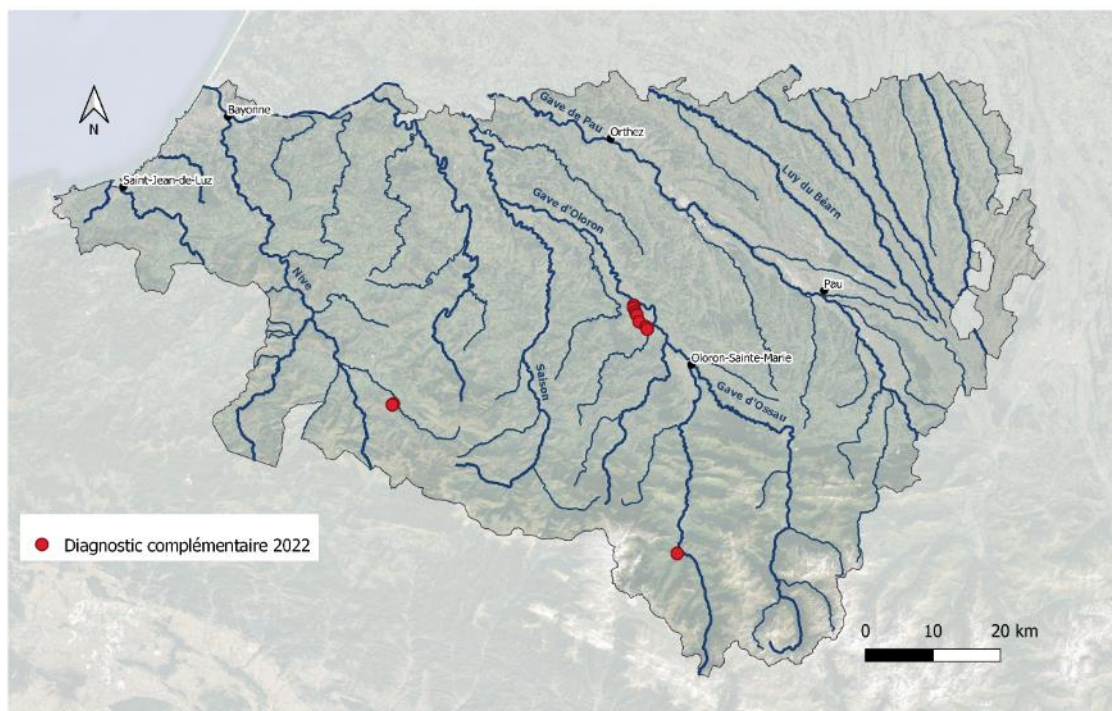 N
Bayonne
Saint-Jean-de-Luz
Gave de Pau
Orthez
Luy du Béarn
Gave d'Oloron
Nive
Pau
Saison
Oloron-Sainte-Marie
Gave d'Ossau
Diagnostic complémentaire 2022
0 10 20 km